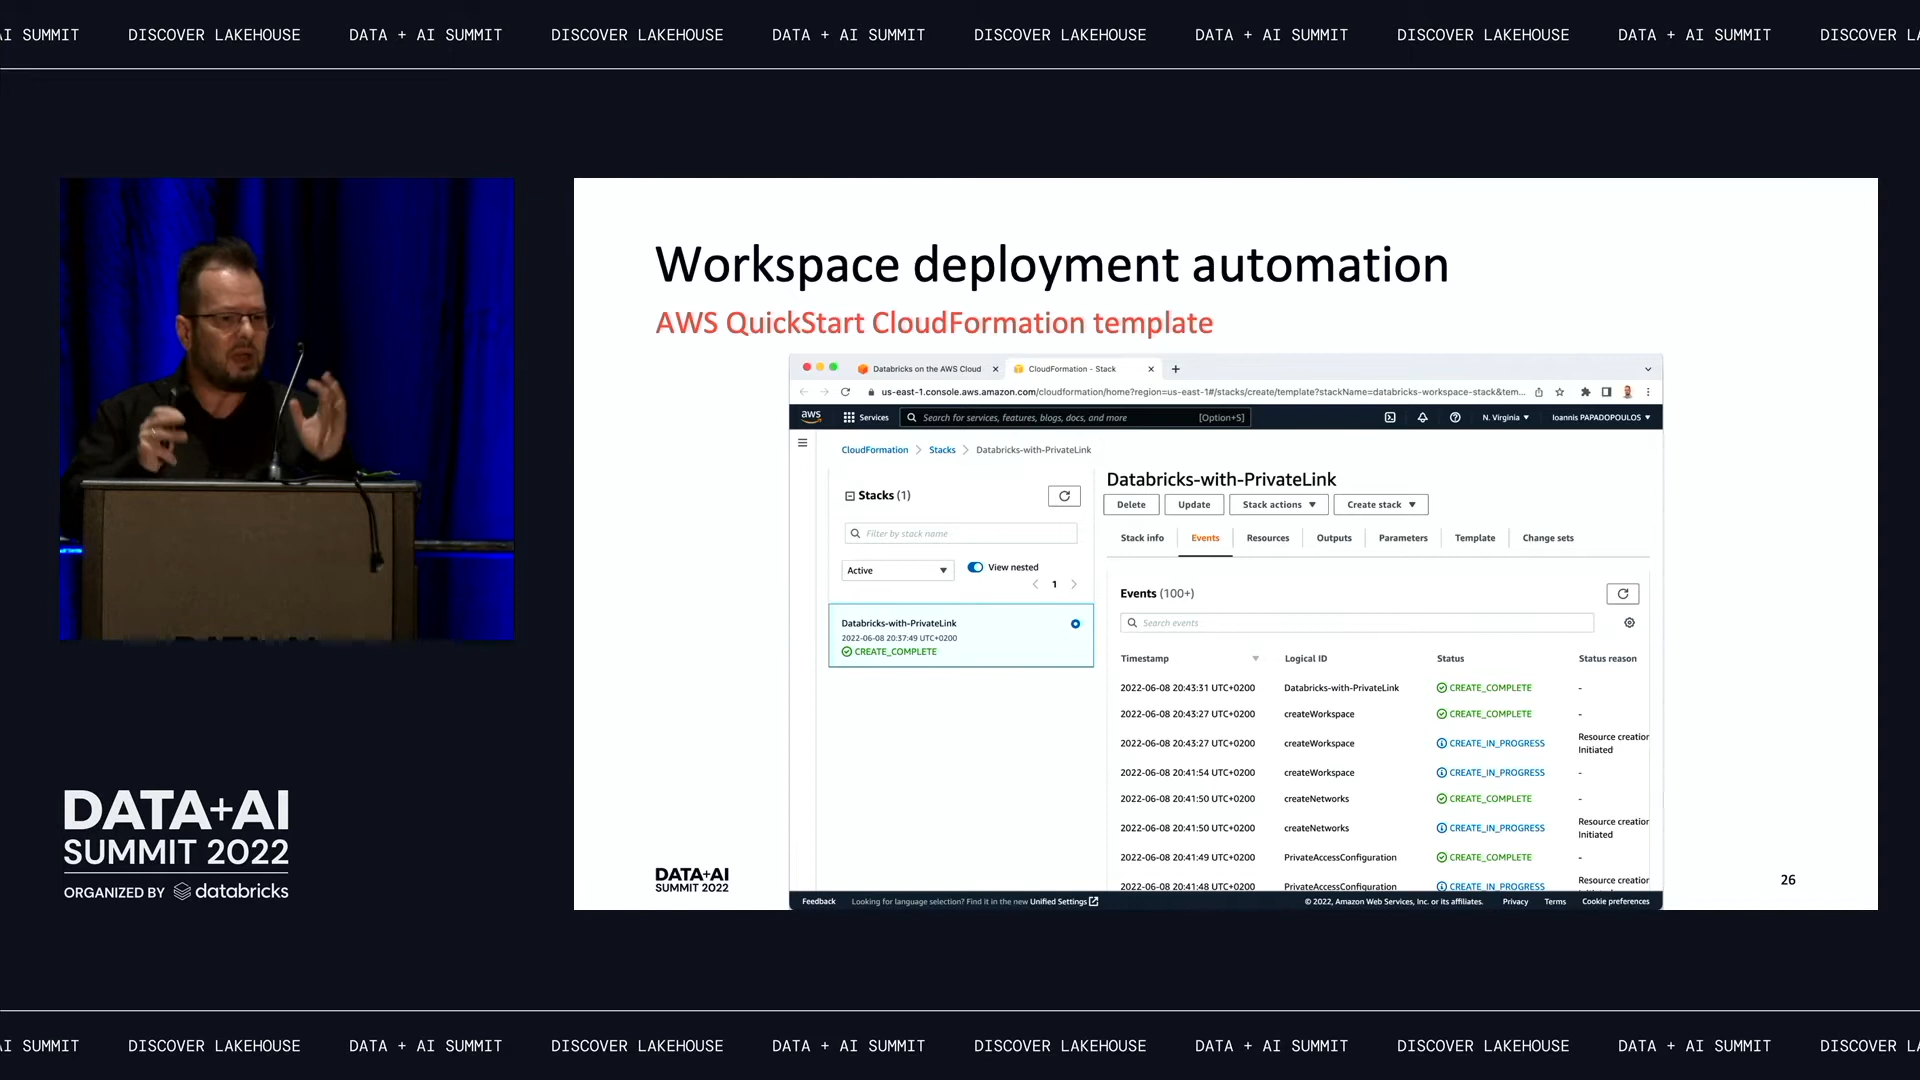 AI SUMMIT DISCOVER LAKEHOUSE DATA + AI SUMMIT DISCOVER LAKEHOUSE DATA + AI SUMMIT DISCOVER LAKEHOUSE DATA + AI SUMMIT DISCOVER LAKEHOUSE DATA + AI SUMMIT DISCOVER
Workspace deployment automation
AWS QuickStart CloudFormation template
Databricks on the AWS Cloud
CloudFormation - Stack
us-east-1.console.aws.amazon.com/cloudformation/home?region=us-east-1#/stacks/create/template?stackName=databricks-workspace-stack&tem...
aws Services Search for services, features, blogs, docs, and more [Option+S] N. Virginia Ioannis PAPADOPOULOS
CloudFormation Stacks Databricks-with-PrivateLink
Stacks (1)
Filter by stack name
Active View nested
1
Databricks-with-PrivateLink
2022-06-08 20:37:49 UTC+0200
CREATE_COMPLETE
Databricks-with-PrivateLink
Delete Update Stack actions Create stack
Stack info Events Resources Outputs Parameters Template Change sets
Events (100+)
Search events
Timestamp Logical ID Status Status reason
2022-06-08 20:43:31 UTC+0200 Databricks-with-PrivateLink CREATE_COMPLETE -
2022-06-08 20:43:27 UTC+0200 createWorkspace CREATE_COMPLETE -
2022-06-08 20:43:27 UTC+0200 createWorkspace CREATE_IN_PROGRESS Resource creation
Initiated
2022-06-08 20:41:54 UTC+0200 createWorkspace CREATE_IN_PROGRESS -
2022-06-08 20:41:50 UTC+0200 createNetworks CREATE_COMPLETE -
2022-06-08 20:41:50 UTC+0200 createNetworks CREATE_IN_PROGRESS Resource creation
Initiated
2022-06-08 20:41:49 UTC+0200 PrivateAccessConfiguration CREATE_COMPLETE -
2022-06-08 20:41:48 UTC+0200 PrivateAccessConfiguration CREATE_IN_PROGRESS Resource creation
Feedback Looking for language selection? Find it in the new Unified Settings © 2022, Amazon Web Services, Inc. or its affiliates. Privacy Terms Cookie preferences
DATA+AI
SUMMIT 2022
26
DATA+AI
SUMMIT 2022
ORGANIZED BY databricks
AI SUMMIT DISCOVER LAKEHOUSE DATA + AI SUMMIT DISCOVER LAKEHOUSE DATA + AI SUMMIT DISCOVER LAKEHOUSE DATA + AI SUMMIT DISCOVER LAKEHOUSE DATA + AI SUMMIT DISCOVER